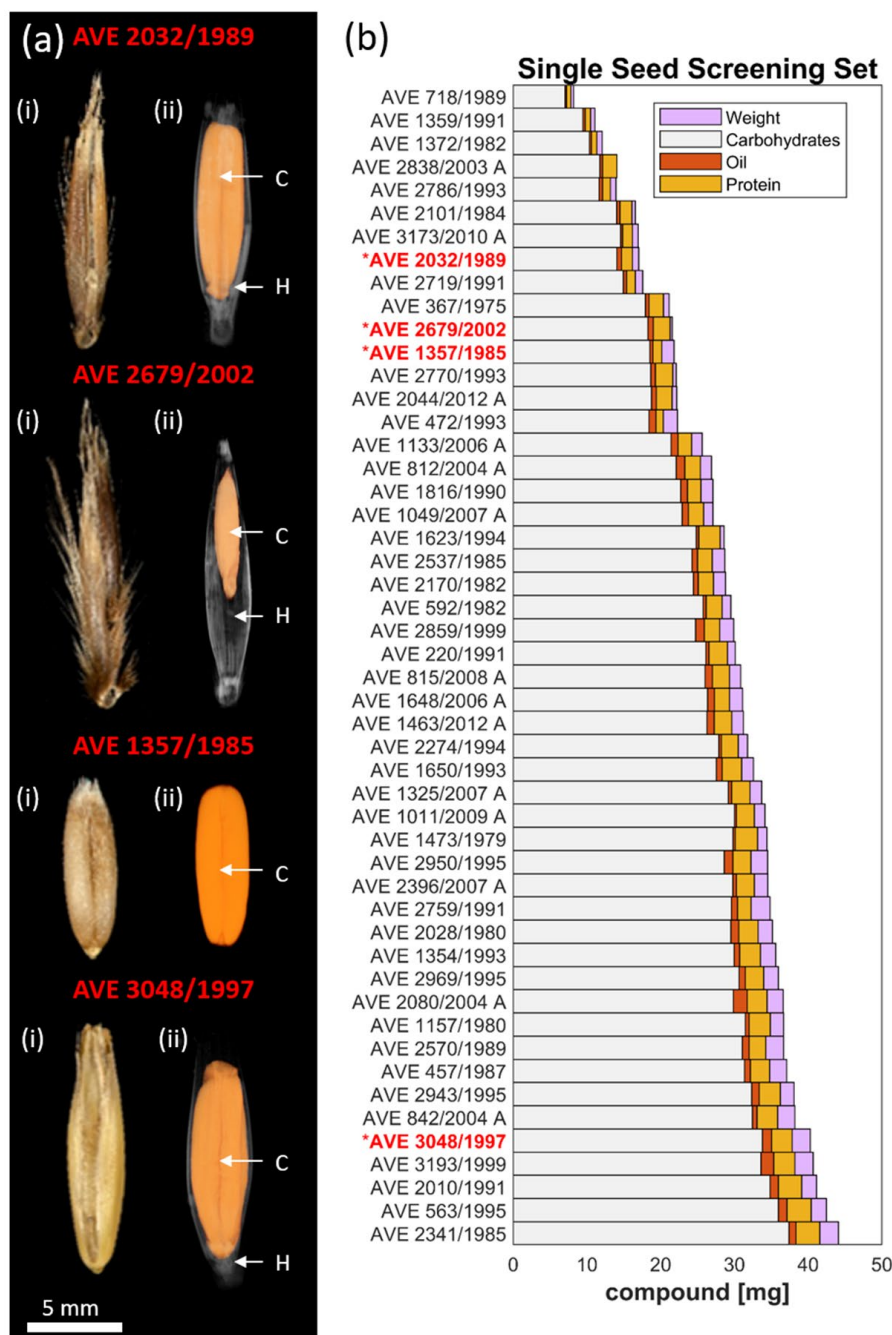 (a) AVE 2032/1989
(i) (ii)
C
H
AVE 2679/2002
(i) (ii)
C
H
AVE 1357/1985
(i) (ii)
C
AVE 3048/1997
(i) (ii)
C
H
5 mm
(b)
Single Seed Screening Set
Weight
Carbohydrates
Oil
Protein
AVE 718/1989
AVE 1359/1991
AVE 1372/1982
AVE 2838/2003 A
AVE 2786/1993
AVE 2101/1984
AVE 3173/2010 A
*AVE 2032/1989
AVE 2719/1991
AVE 367/1975
*AVE 2679/2002
*AVE 1357/1985
AVE 2770/1993
AVE 2044/2012 A
AVE 472/1993
AVE 1133/2006 A
AVE 812/2004 A
AVE 1816/1990
AVE 1049/2007 A
AVE 1623/1994
AVE 2537/1985
AVE 2170/1982
AVE 592/1982
AVE 2859/1999
AVE 220/1991
AVE 815/2008 A
AVE 1648/2006 A
AVE 1463/2012 A
AVE 2274/1994
AVE 1650/1993
AVE 1325/2007 A
AVE 1011/2009 A
AVE 1473/1979
AVE 2950/1995
AVE 2396/2007 A
AVE 2759/1991
AVE 2028/1980
AVE 1354/1993
AVE 2969/1995
AVE 2080/2004 A
AVE 1157/1980
AVE 2570/1989
AVE 457/1987
AVE 2943/1995
AVE 842/2004 A
*AVE 3048/1997
AVE 3193/1999
AVE 2010/1991
AVE 563/1995
AVE 2341/1985
0 10 20 30 40 50
compound [mg]